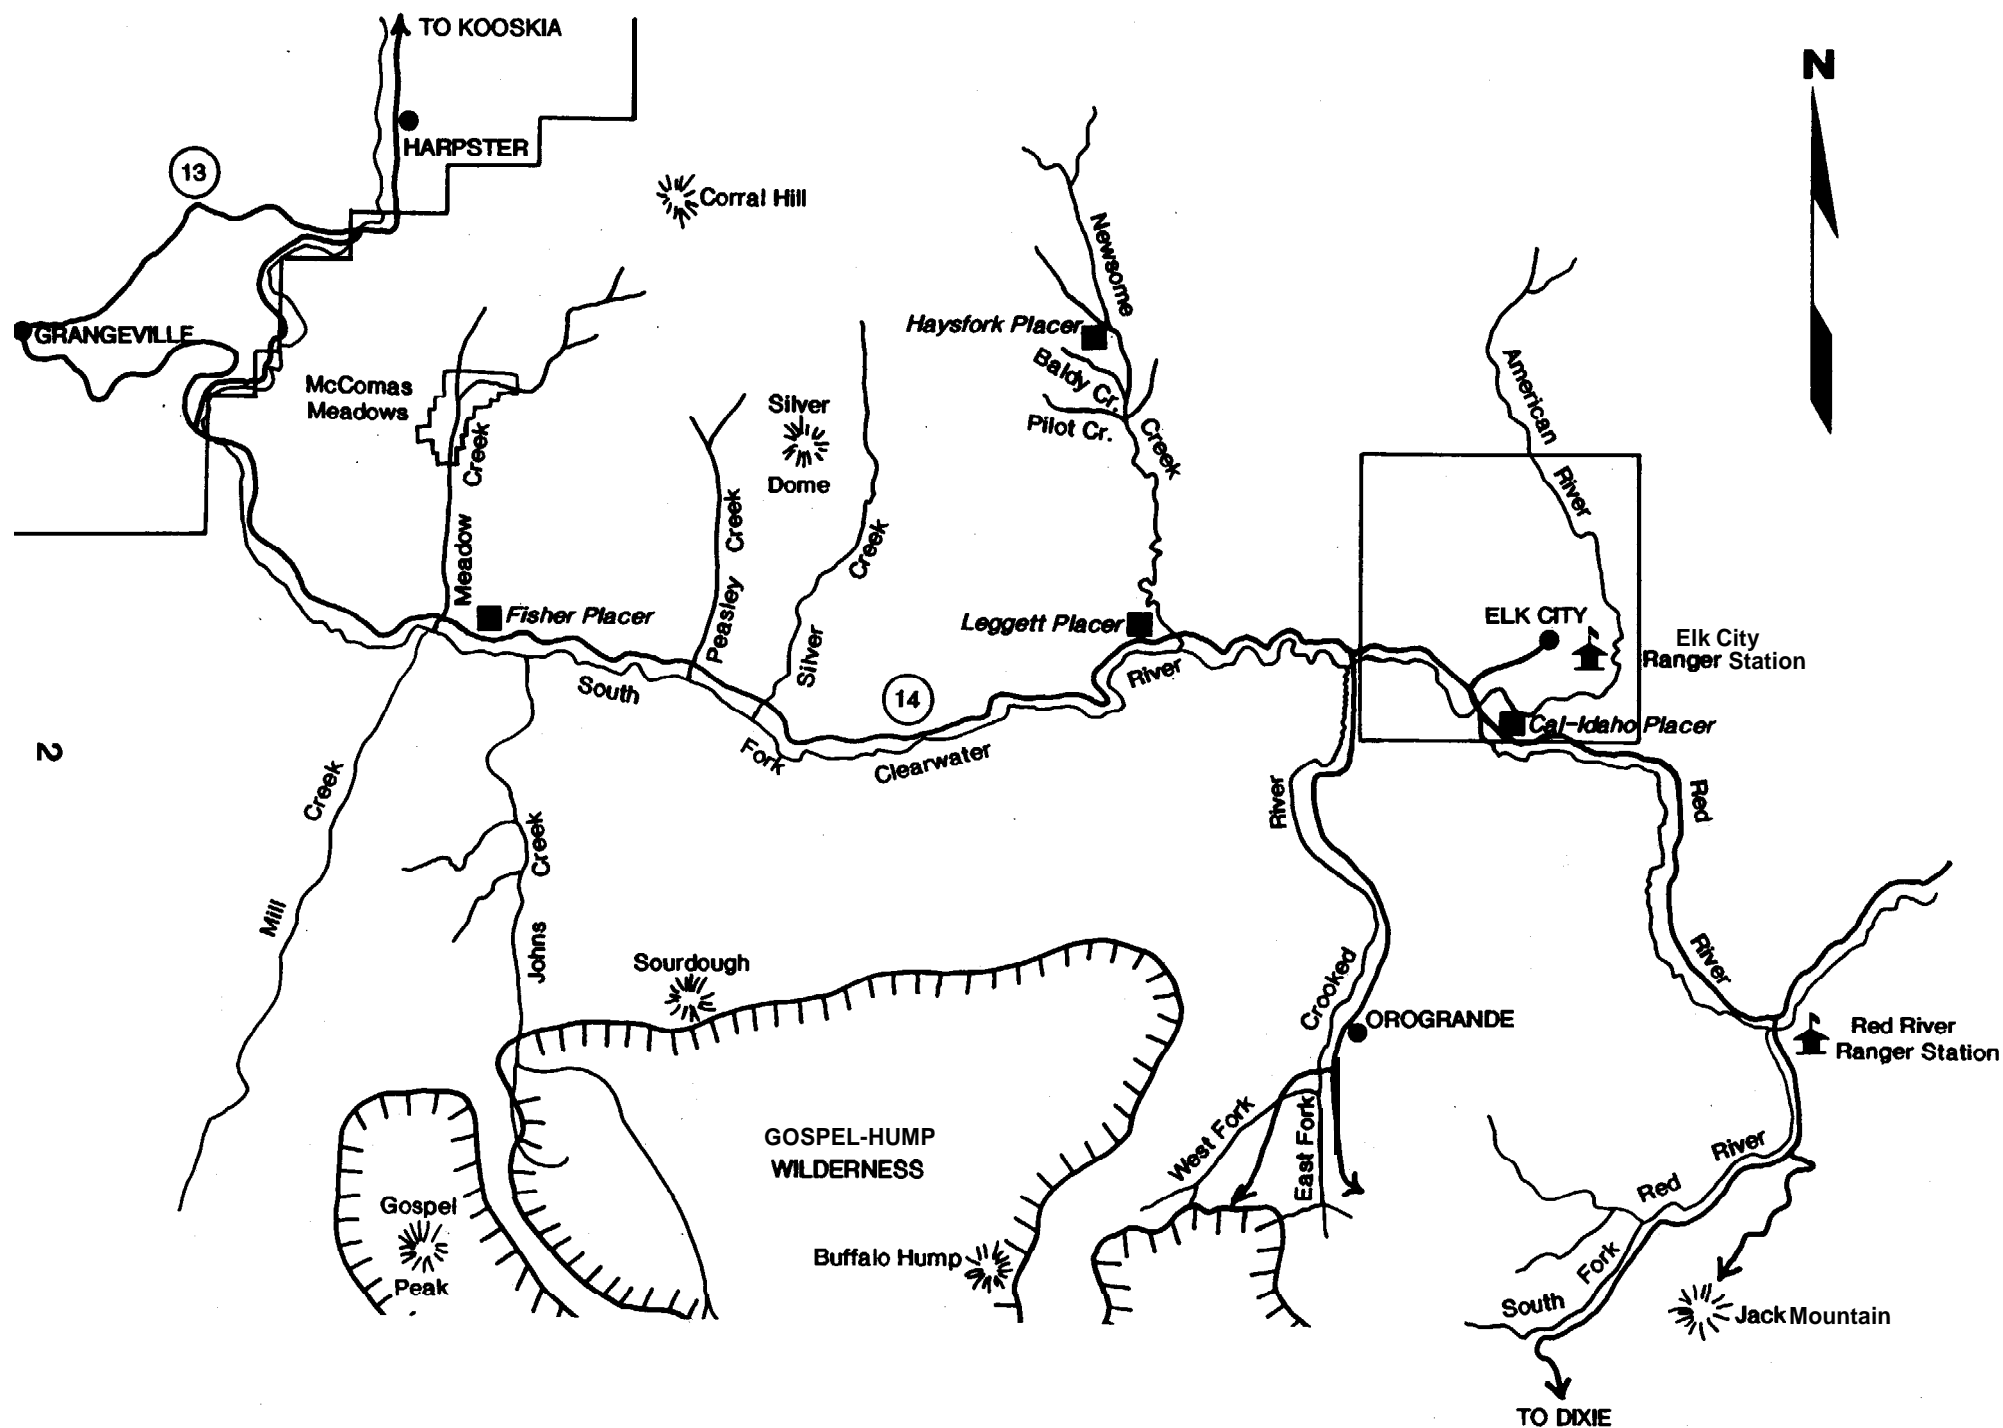 TO KOOSKIA
N
HARPSTER
13
Corral Hill
Newsome
Haysfork Placer
GRANGEVILLE
Baldy Cr.
American
McComas
Meadows
Silver
Dome
Pilot Cr.
Creek
Creek
River
Meadow
Peasley Creek
Creek
Silver
Fisher Placer
Leggett Placer
ELK CITY
Elk City
Ranger Station
South
River
14
Cal-Idaho Placer
2
Fork
Clearwater
Creek
Mill
Creek
Johns
River
Crooked
Red
River
Sourdough
OROGRANDE
Red River
Ranger Station
GOSPEL-HUMP
WILDERNESS
West Fork
East Fork
River
Red
Gospel
Peak
Buffalo Hump
Fork
South
Jack Mountain
TO DIXIE